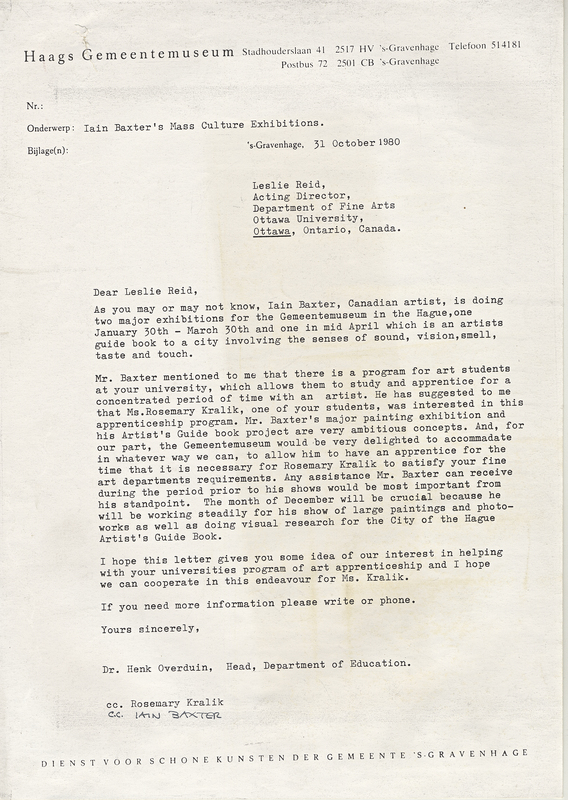 Haags Gemeentemuseum Stadhouderslaan 41 2517 HV 's-Gravenhage Telefoon 514181
Postbus 72 2501 CB 's-Gravenhage
Nr.:
Onderwerp: Iain Baxter's Mass Culture Exhibitions.
Bijlage(n):
's-Gravenhage, 31 October 1980
Leslie Reid,
Acting Director,
Department of Fine Arts
Ottawa University,
Ottawa, Ontario, Canada.
Dear Leslie Reid,
As you may or may not know, Iain Baxter, Canadian artist, is doing
two major exhibitions for the Gemeentemuseum in the Hague,one
January 30th - March 30th and one in mid April which is an artists
guide book to a city involving the senses of sound, vision,smell,
taste and touch.
Mr. Baxter mentioned to me that there is a program for art students
at your university, which allows them to study and apprentice for a
concentrated period of time with an artist. He has suggested to me
that Ms.Rosemary Kralik, one of your students, was interested in this
apprenticeship program. Mr. Baxter's major painting exhibition and
his Artist's Guide book project are very ambitious concepts. And, for
our part, the Gemeentemuseum would be very delighted to accommadate
in whatever way we can, to allow him to have an apprentice for the
time that it is necessary for Rosemary Kralik to satisfy your fine
art departments requirements. Any assistance Mr. Baxter can receive
during the period prior to his shows would be most important from
his standpoint. The month of December will be crucial because he
will be working steadily for his show of large paintings and photo-
works as well as doing visual research for the City of the Hague
Artist's Guide Book.
I hope this letter gives you some idea of our interest in helping
with your universities program of art apprenticeship and I hope
we can cooperate in this endeavour for Ms. Kralik.
If you need more information please write or phone.
Yours sincerely,
Dr. Henk Overduin, Head, Department of Education.
cc. Rosemary Kralik
c.c. IAIN BAXTER
DIENST VOOR SCHONE KUNSTEN DER GEMEENTE 'S-GRAVENHAGE